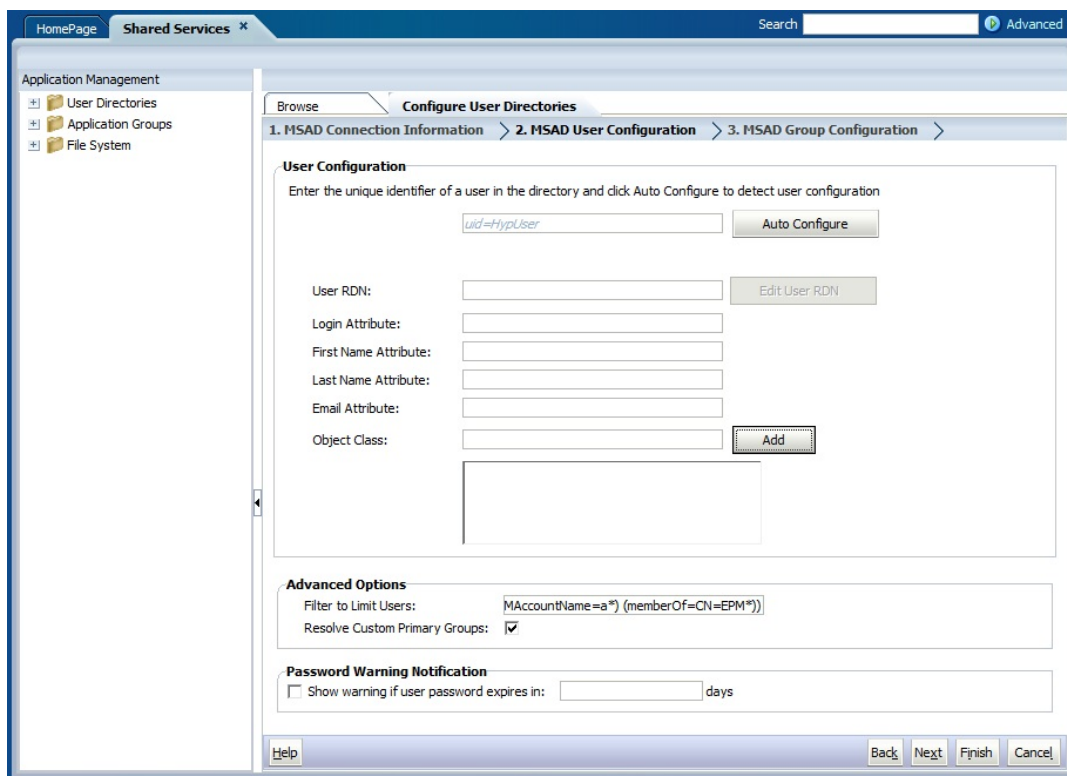 HomePage
Shared Services ×
Search
Advanced
Application Management
User Directories
Application Groups
File System
Browse
Configure User Directories
1. MSAD Connection Information
2. MSAD User Configuration
3. MSAD Group Configuration
User Configuration
Enter the unique identifier of a user in the directory and click Auto Configure to detect user configuration
uid=HypUser
Auto Configure
User RDN:
Edit User RDN
Login Attribute:
First Name Attribute:
Last Name Attribute:
Email Attribute:
Object Class:
Add
Advanced Options
Filter to Limit Users:
MAccountName=a*) (memberOf=CN=EPM*))
Resolve Custom Primary Groups:
Password Warning Notification
Show warning if user password expires in:
days
Help
Back
Next
Finish
Cancel